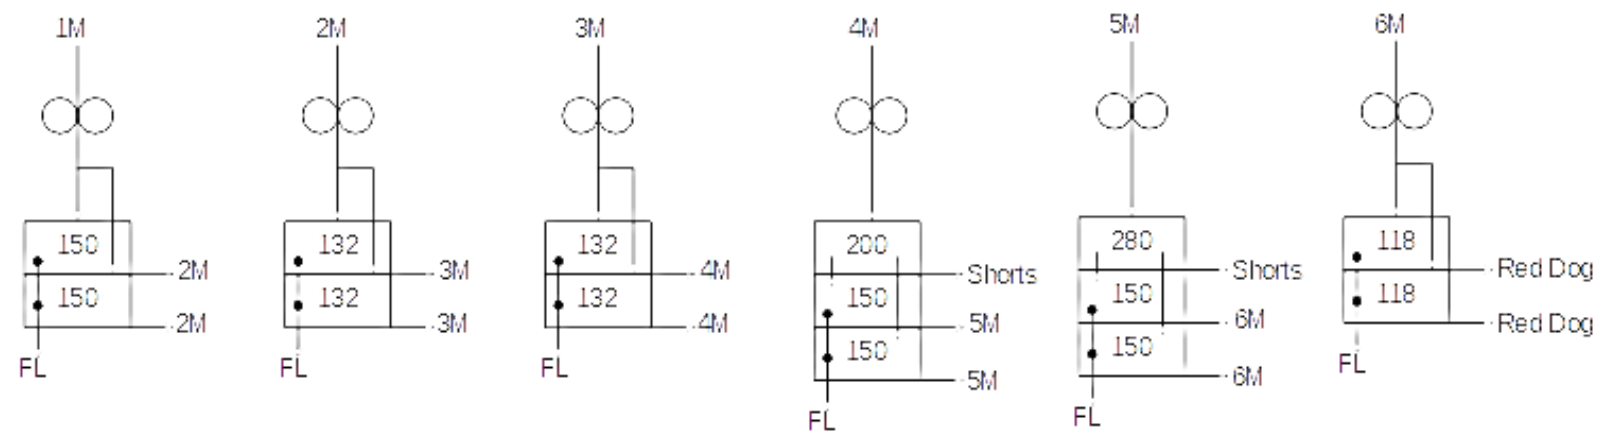 1M 2M 3M 4M 5M 6M
150 132 132 200 280 118
2M 3M 4M Shorts Shorts Red Dog
150 132 132 150 150 118
2M 3M 4M 5M 6M Red Dog
150 150
FL FL FL 5M 6M FL
FL FL